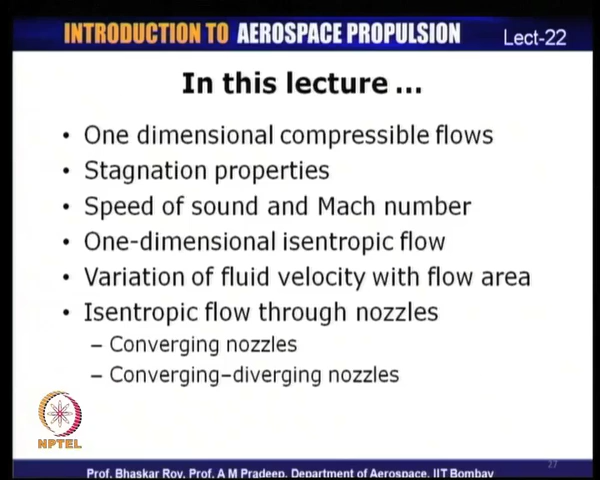 INTRODUCTION TO AEROSPACE PROPULSION Lect-22
In this lecture ...
• One dimensional compressible flows
• Stagnation properties
• Speed of sound and Mach number
• One-dimensional isentropic flow
• Variation of fluid velocity with flow area
• Isentropic flow through nozzles
– Converging nozzles
– Converging–diverging nozzles
NPTEL
27
Prof. Bhaskar Roy, Prof. A M Pradeep, Department of Aerospace, IIT Bombay